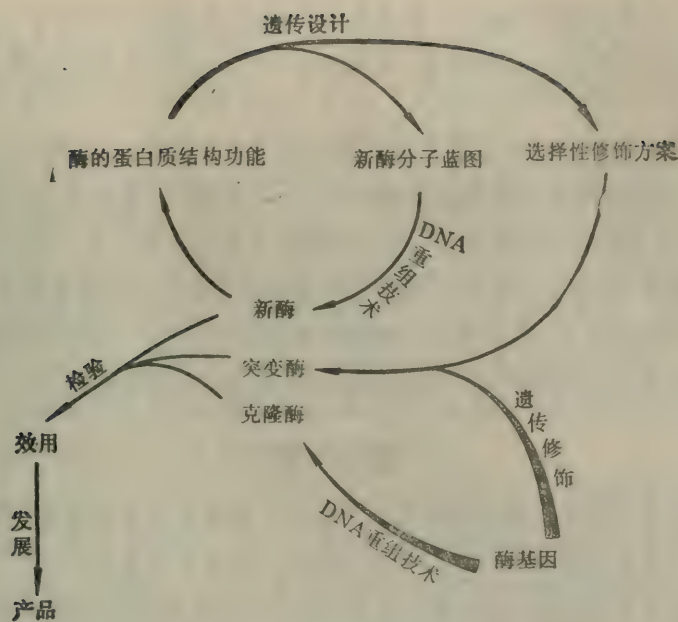 遗传设计
酶的蛋白质结构功能
新酶分子蓝图
选择性修饰方案
DNA重组技术
新酶
检验
突变酶
克隆酶
遗传修饰
效用
DNA重组技术
酶基因
发展
产品